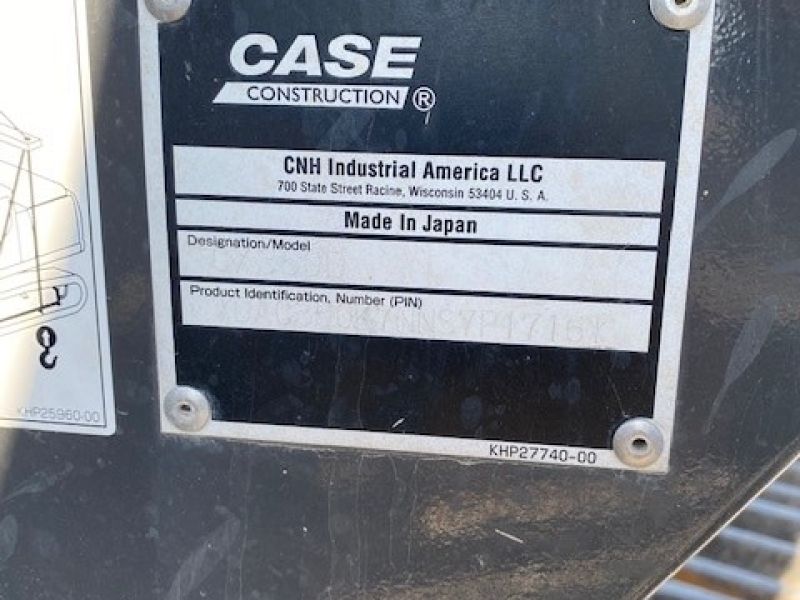 CASE
CONSTRUCTION ®
CNH Industrial America LLC
700 State Street Racine, Wisconsin 53404 U. S. A.
Made In Japan
Designation/Model
Product Identification, Number (PIN)
KHP27740-00
KHP25960-00